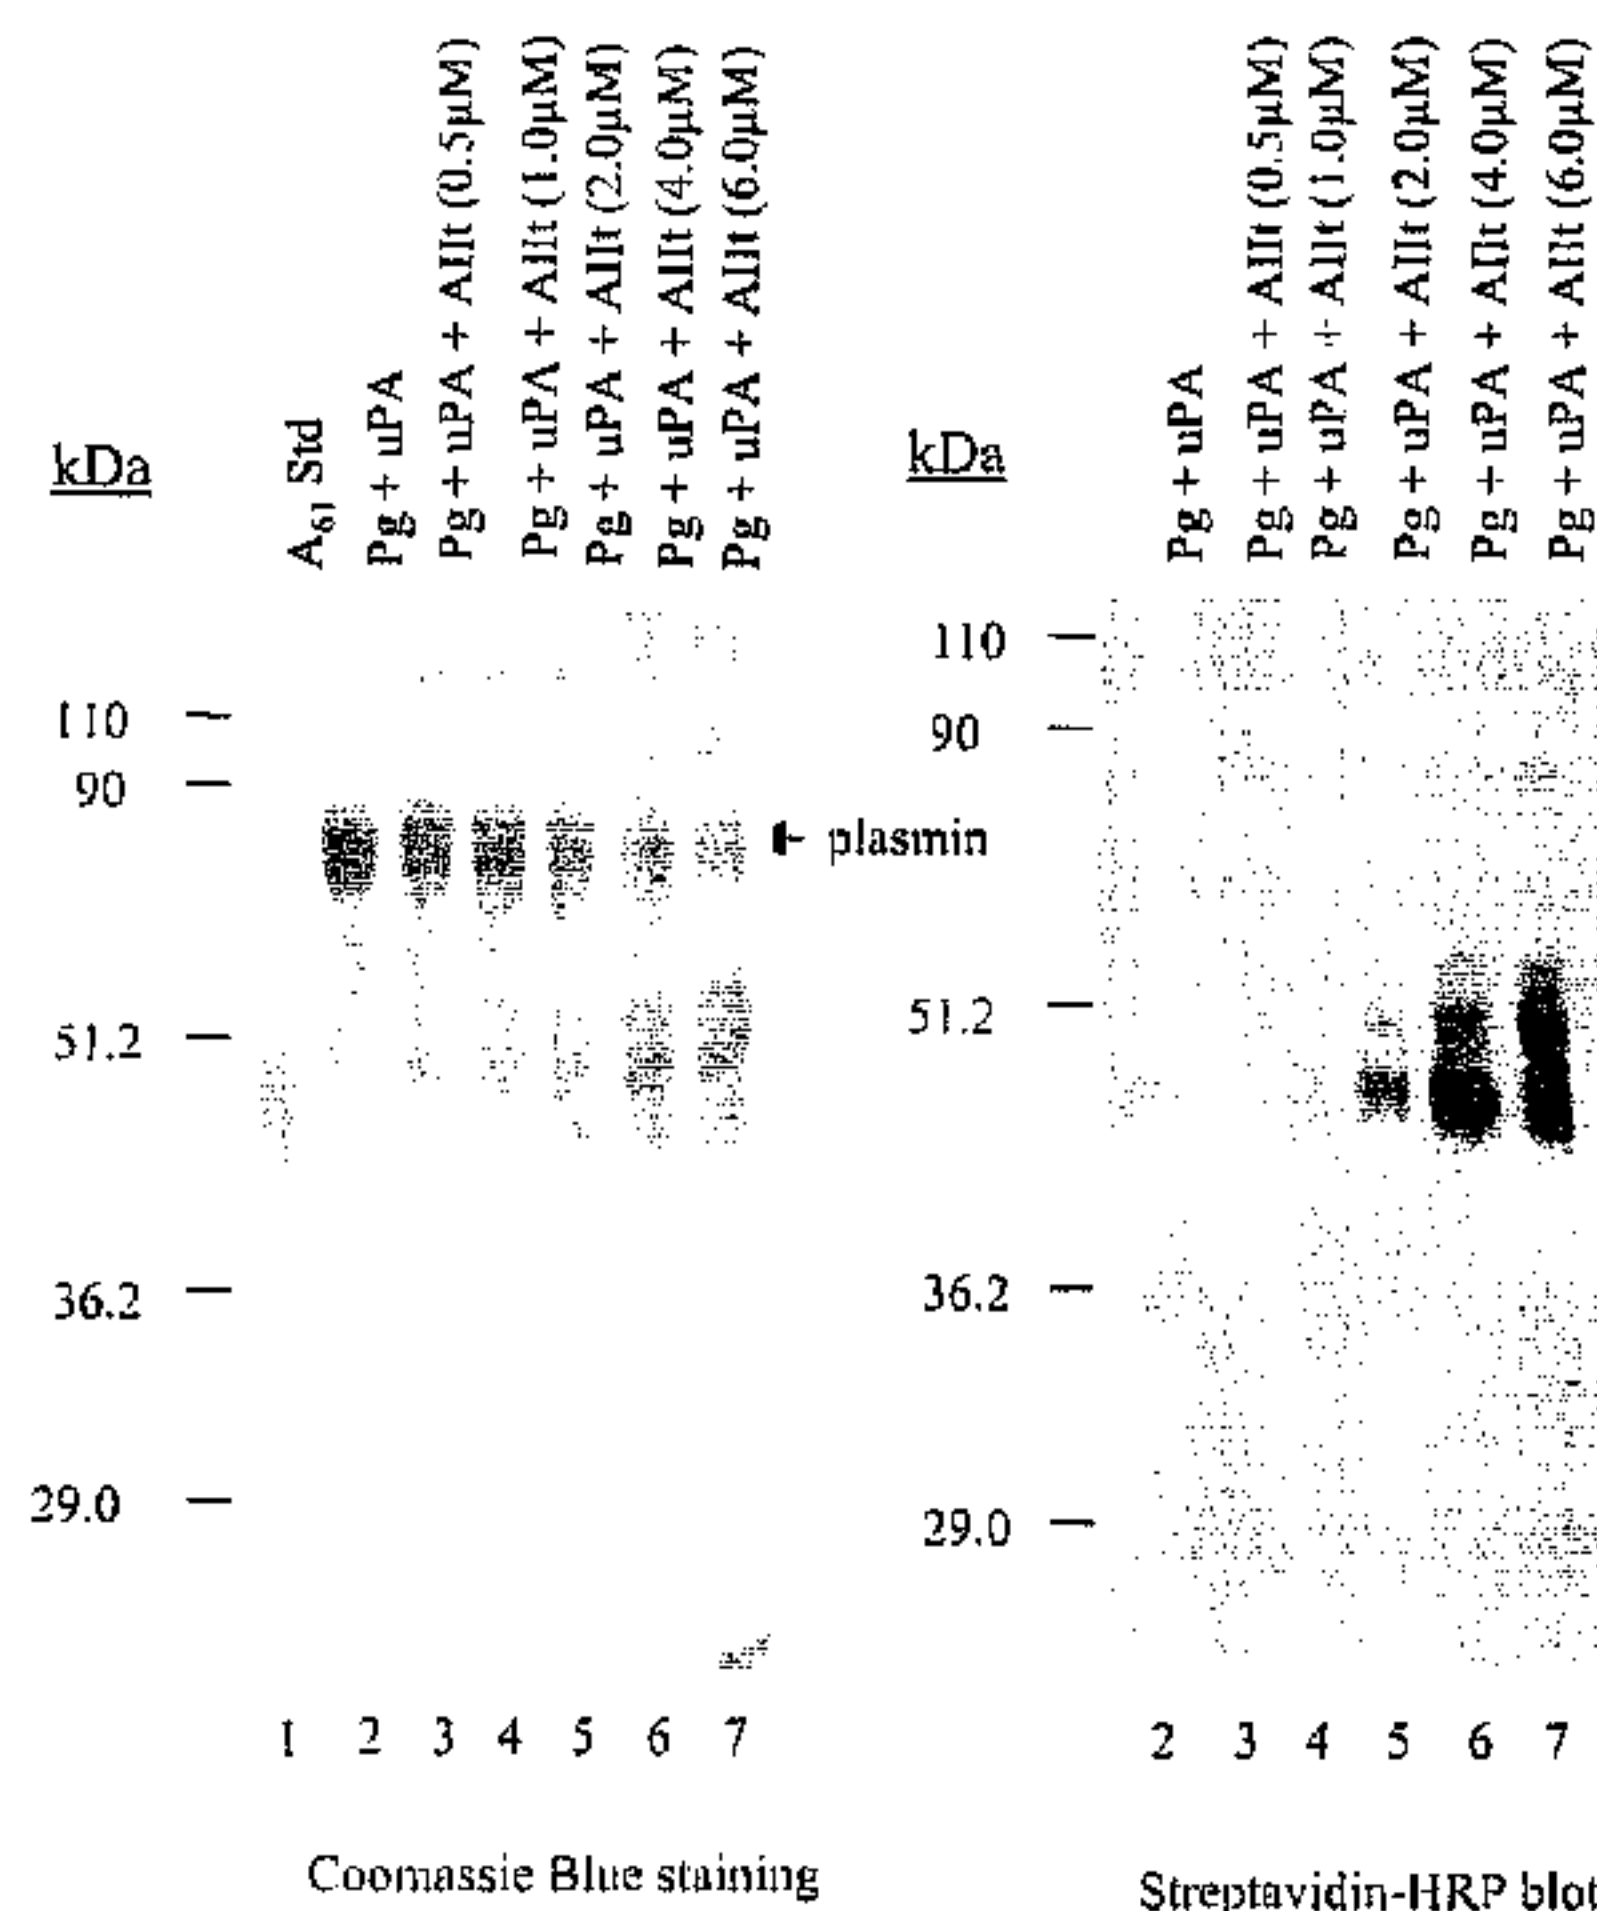 kDa
A61 Std
Pg + uPA
Pg + uPA + AIIt (0.5µM)
Pg + uPA + AIIt (1.0µM)
Pg + uPA + AIIt (2.0µM)
Pg + uPA + AIIt (4.0µM)
Pg + uPA + AIIt (6.0µM)
110
90
plasmin
51.2
36.2
29.0
1 2 3 4 5 6 7
Coomassie Blue staining
kDa
Pg + uPA
Pg + uPA + AIIt (0.5µM)
Pg + uPA + AIIt (1.0µM)
Pg + uPA + AIIt (2.0µM)
Pg + uPA + AIIt (4.0µM)
Pg + uPA + AIIt (6.0µM)
110
90
51.2
36.2
29.0
2 3 4 5 6 7
Streptavidin-HRP blot